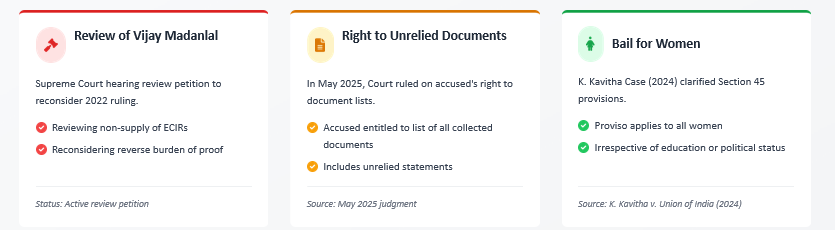 Review of Vijay Madanlal
Supreme Court hearing review petition to
reconsider 2022 ruling.
Reviewing non-supply of ECIRs
Reconsidering reverse burden of proof
Status: Active review petition
Right to Unrelied Documents
In May 2025, Court ruled on accused's right to
document lists.
Accused entitled to list of all collected
documents
Includes unrelied statements
Source: May 2025 judgment
Bail for Women
K. Kavitha Case (2024) clarified Section 45
provisions.
Proviso applies to all women
Irrespective of education or political status
Source: K. Kavitha v. Union of India (2024)